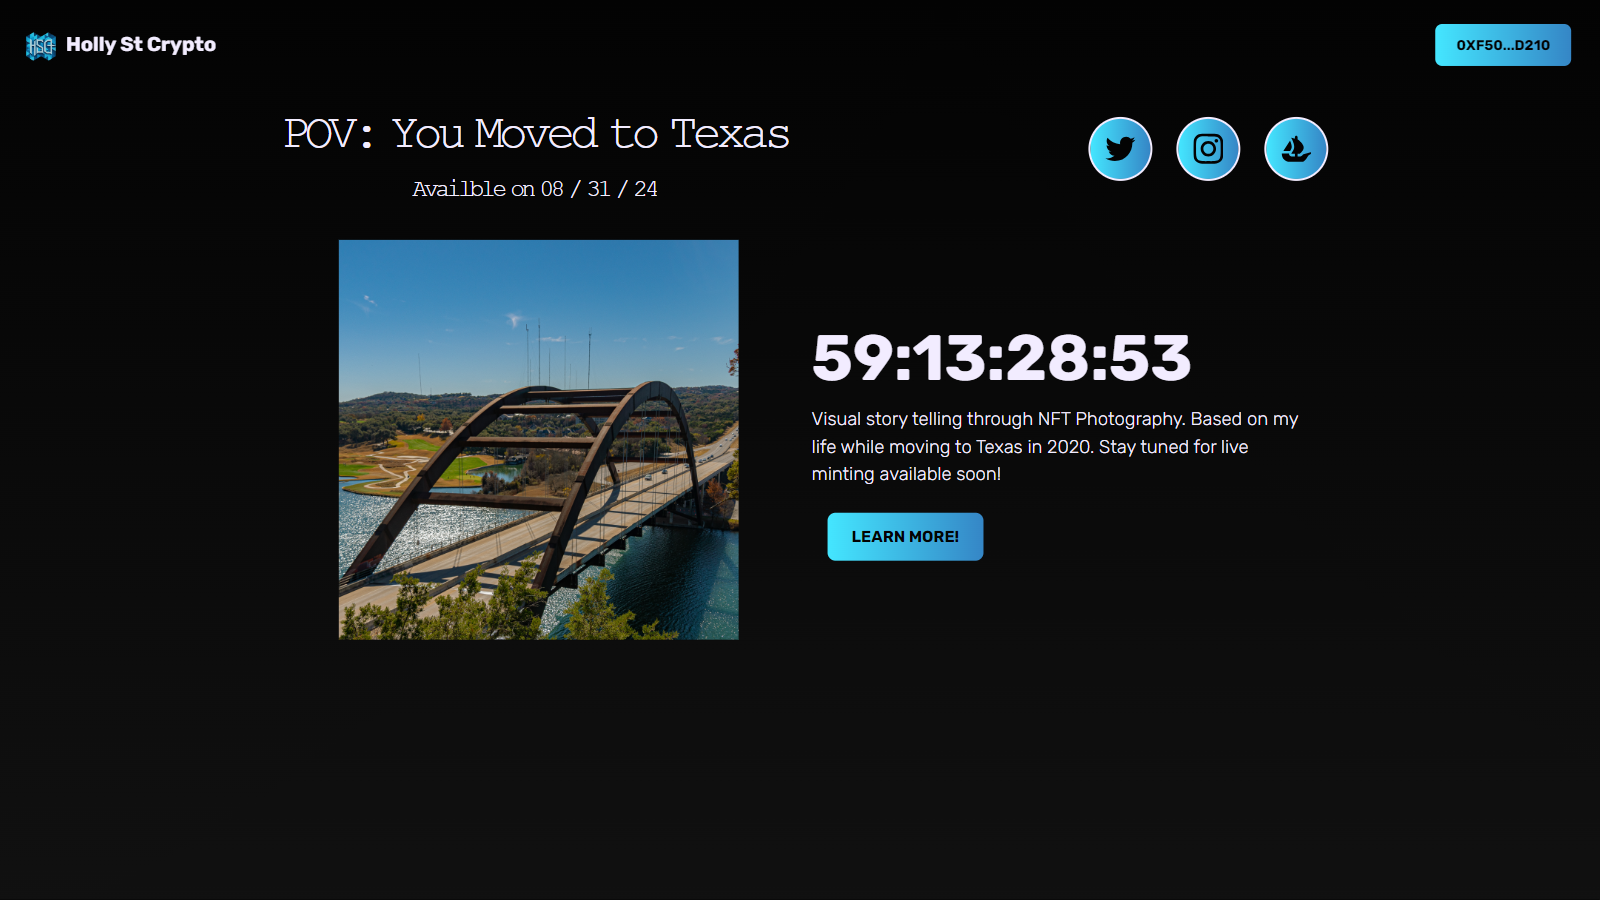 HSC
Holly St Crypto
0XF50...D210
POV: You Moved to Texas
Availble on 08 / 31 / 24
59:13:28:53
Visual story telling through NFT Photography. Based on my
life while moving to Texas in 2020. Stay tuned for live
minting available soon!
LEARN MORE!